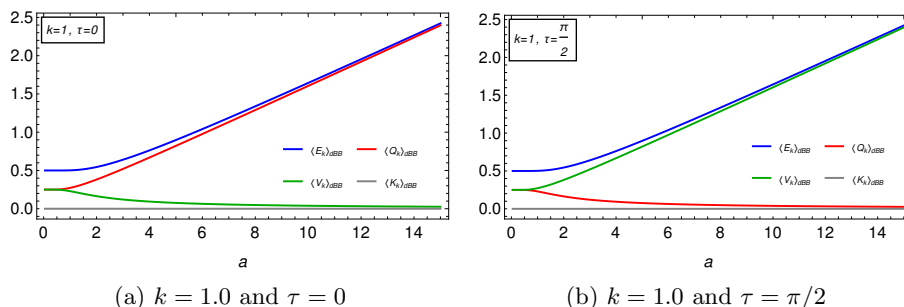 k=1, τ=0
2.5
2.0
1.5
1.0
0.5
0.0
⟨E_k⟩_dBB ⟨Q_k⟩_dBB
⟨V_k⟩_dBB ⟨K_k⟩_dBB
0 2 4 6 8 10 12 14
a
(a) k = 1.0 and τ = 0
k=1, τ=π/2
2.5
2.0
1.5
1.0
0.5
0.0
⟨E_k⟩_dBB ⟨Q_k⟩_dBB
⟨V_k⟩_dBB ⟨K_k⟩_dBB
0 2 4 6 8 10 12 14
a
(b) k = 1.0 and τ = π/2